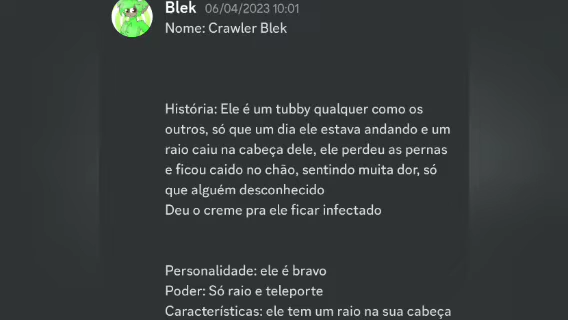 Blek 06/04/2023 10:01
Nome: Crawler Blek
História: Ele é um tubby qualquer como os
outros, só que um dia ele estava andando e um
raio caiu na cabeça dele, ele perdeu as pernas
e ficou caido no chão, sentindo muita dor, só
que alguém desconhecido
Deu o creme pra ele ficar infectado
Personalidade: ele é bravo
Poder: Só raio e teleporte
Características: ele tem um raio na sua cabeça